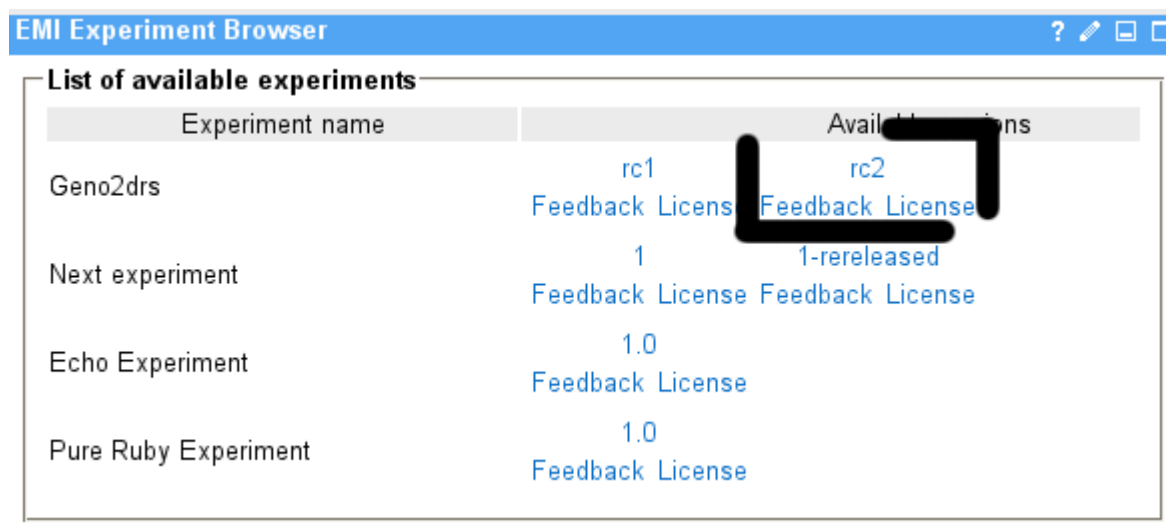 EMI Experiment Browser ?
List of available experiments
Experiment name
Geno2drs rc1 rc2
Feedback Feedback License
Next experiment 1 1-rereleased
Feedback License Feedback License
Echo Experiment 1.0
Feedback License
Pure Ruby Experiment 1.0
Feedback License